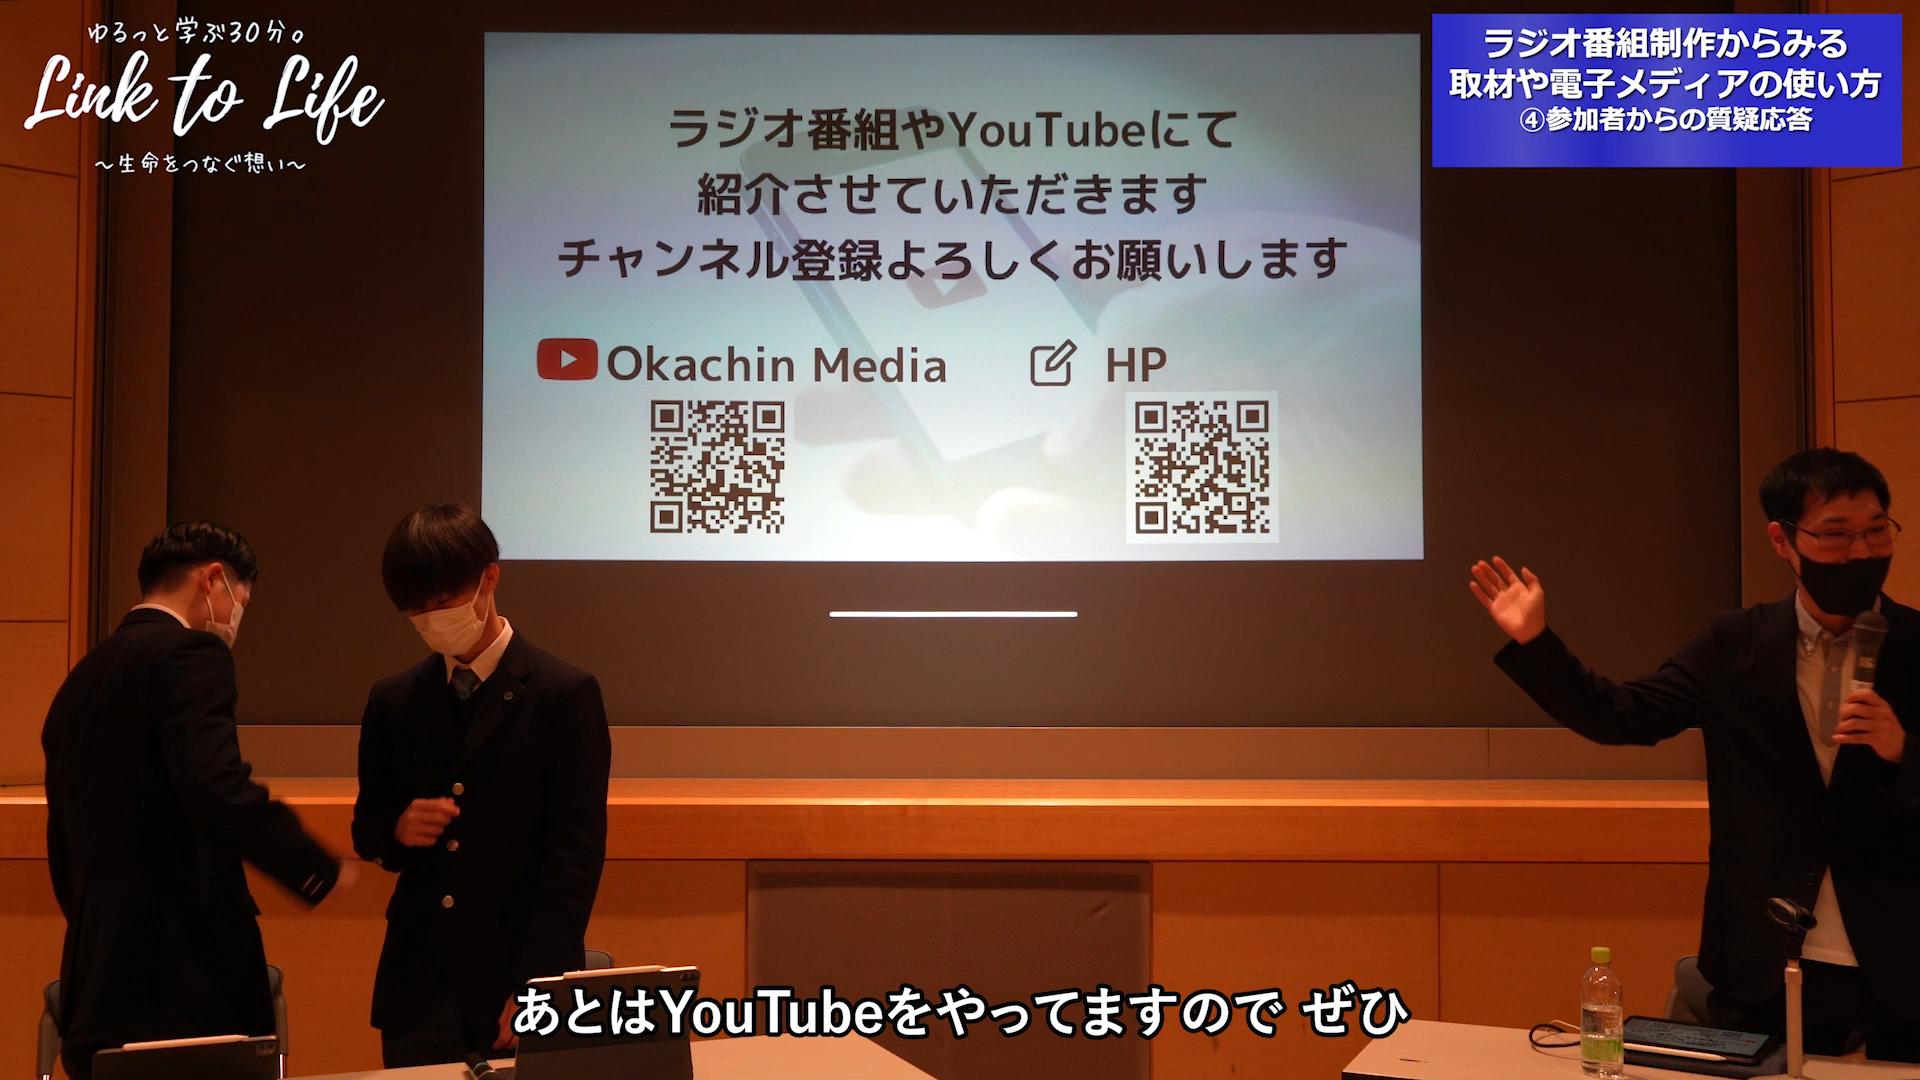 ゆるっと学ぶ30分。
Link to Life
～生命をつなぐ想い～
ラジオ番組制作からみる
取材や電子メディアの使い方
④参加者からの質疑応答
ラジオ番組やYouTubeにて
紹介させていただきます
チャンネル登録よろしくお願いします
Okachin Media
HP
あとはYouTubeをやってますので ぜひ